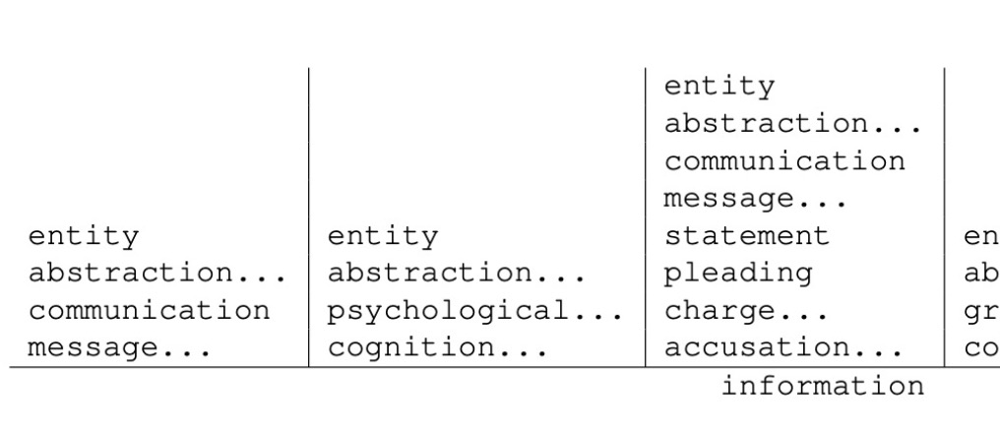 entity
abstraction...
communication
message...
entity
abstraction...
psychological...
cognition...
entity
abstraction...
communication
message...
statement
pleading
charge...
accusation...
en
ab
gr
co
information